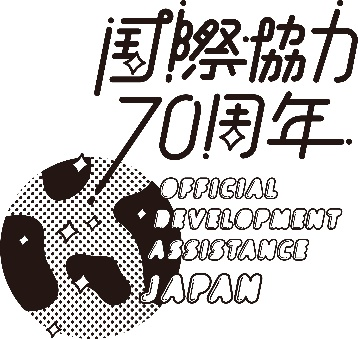 国際協力
70周年
OFFICIAL
DEVELOPMENT
ASSISTANCE
JAPAN